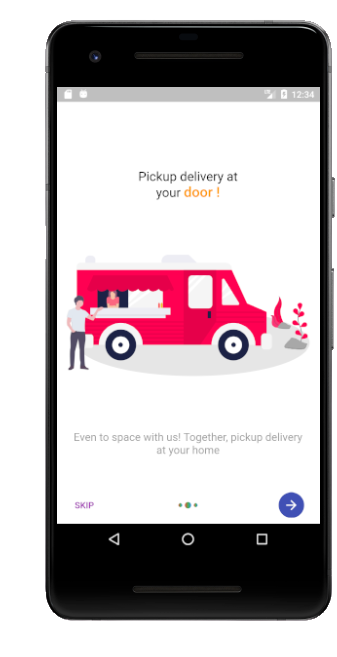 12:34
Pickup delivery at
your door !
Even to space with us! Together, pickup delivery
at your home
SKIP